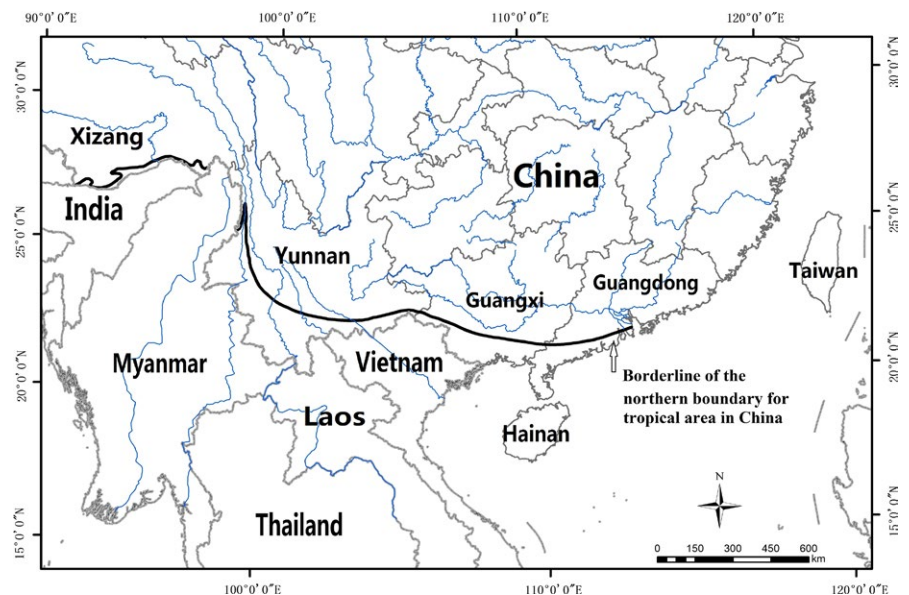 90°0′0″E
100°0′0″E
110°0′0″E
120°0′0″E
30°0′0″N
30°0′0″N
Xizang
China
India
25°0′0″N
25°0′0″N
Yunnan
Taiwan
Guangxi
Guangdong
Myanmar
Vietnam
20°0′0″N
20°0′0″N
Borderline of the
northern boundary for
tropical area in China
Laos
Hainan
N
Thailand
15°0′0″N
15°0′0″N
0 150 300 450 600
km
100°0′0″E
110°0′0″E
120°0′0″E